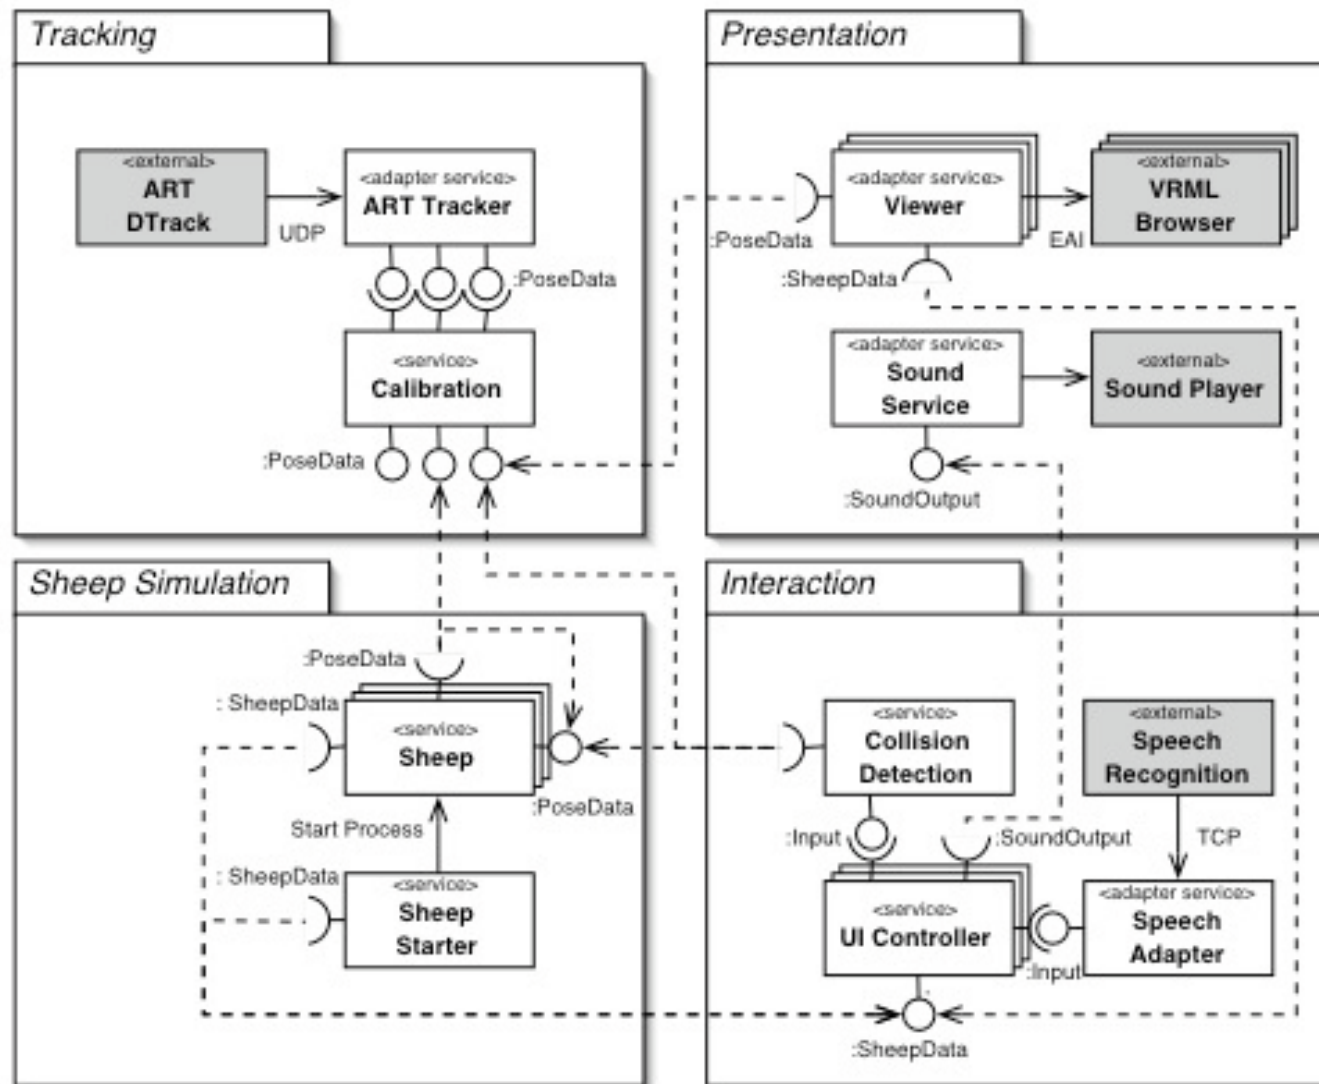 Tracking
<external>
ART
DTrack
UDP
<adapter service>
ART Tracker
:PoseData
<service>
Calibration
:PoseData
Presentation
<adapter service>
Viewer
:PoseData
:SheepData
EAI
<external>
VRML
Browser
<adapter service>
Sound
Service
<external>
Sound Player
:SoundOutput
Sheep Simulation
:PoseData
: SheepData
<service>
Sheep
:PoseData
Start Process
: SheepData
<service>
Sheep
Starter
Interaction
<service>
Collision
Detection
<external>
Speech
Recognition
:Input
:SoundOutput
TCP
<service>
UI Controller
<adapter service>
Speech
Adapter
:Input
:SheepData